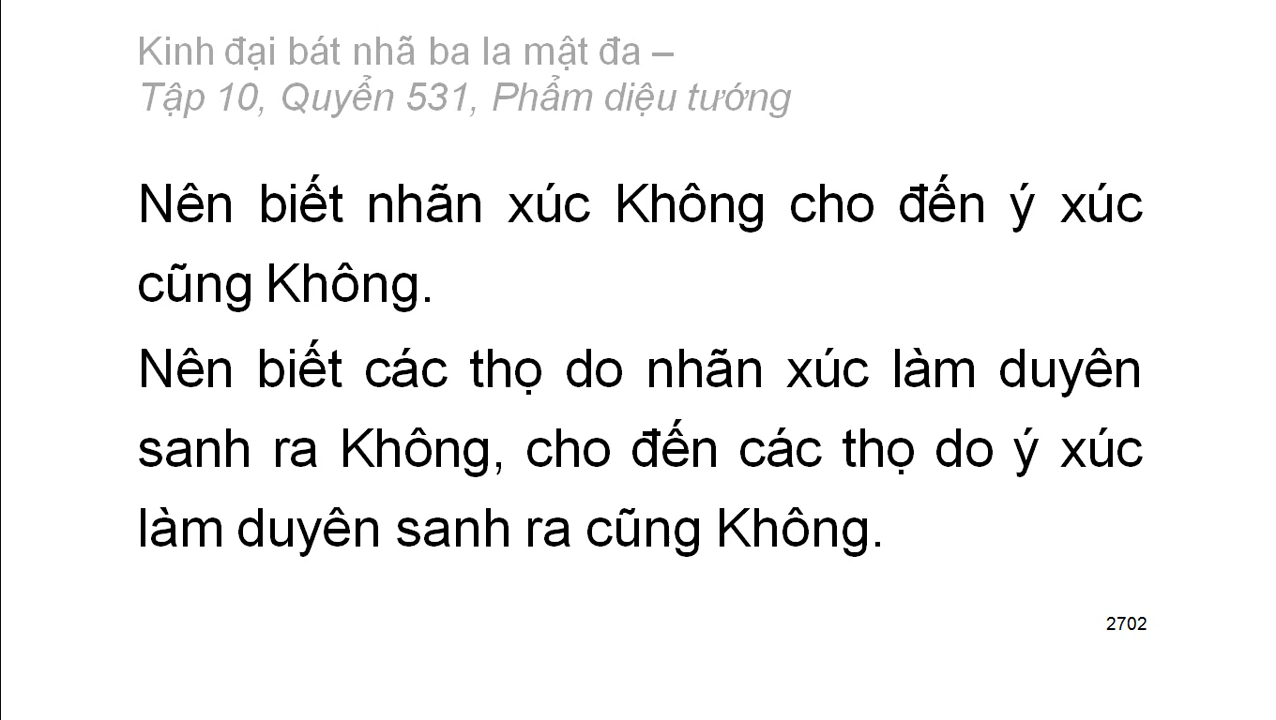 Kinh đại bát nhã ba la mật đa –
Tập 10, Quyển 531, Phẩm diệu tướng
Nên biết nhãn xúc Không cho đến ý xúc
cũng Không.
Nên biết các thọ do nhãn xúc làm duyên
sanh ra Không, cho đến các thọ do ý xúc
làm duyên sanh ra cũng Không.
2702